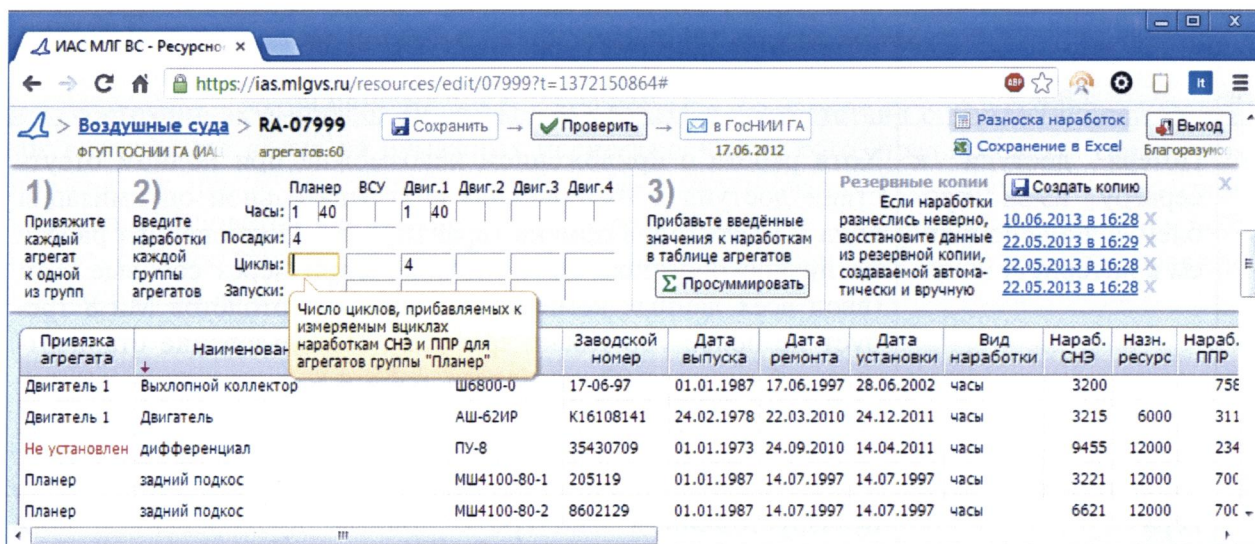 ИАС МЛГ ВС - Ресурсно
https://ias.mlgvs.ru/resources/edit/07999?t=1372150864#
ABP
It
> Воздушные суда > RA-07999
Сохранить → Проверить → в ГосНИИ ГА
Разноска наработок
Выход
ФГУП ГОСНИИ ГА (ИАЦ
агрегатов:60
17.06.2012
Сохранение в Excel
Благоразумо
1)
Привяжите
каждый
агрегат
к одной
из групп
2)
Введите
наработки
каждой
группы
агрегатов
Планер ВСУ Двиг.1 Двиг.2 Двиг.3 Двиг.4
Часы: 1 40 1 40
Посадки: 4
Циклы: 4
Запуски:
Число циклов, прибавляемых к
измеряемым вциклах
наработкам СНЭ и ППР для
агрегатов группы "Планер"
3)
Прибавьте введённые
значения к наработкам
в таблице агрегатов
Σ Просуммировать
Резервные копии
Создать копию
X
Если наработки
разнеслись неверно,
восстановите данные
из резервной копии,
создаваемой автома-
тически и вручную
10.06.2013 в 16:28 X
22.05.2013 в 16:29 X
22.05.2013 в 16:28 X
22.05.2013 в 16:28 X
Привязка агрегата Наименован Заводской номер Дата выпуска Дата ремонта Дата установки Вид наработки Нараб. СНЭ Назн. ресурс Нараб. ППР
Двигатель 1 Выхлопной коллектор Ш6800-0 17-06-97 01.01.1987 17.06.1997 28.06.2002 часы 3200 758
Двигатель 1 Двигатель АШ-62ИР К16108141 24.02.1978 22.03.2010 24.12.2011 часы 3215 6000 311
Не установлен дифференциал ПУ-8 35430709 01.01.1973 24.09.2010 14.04.2011 часы 9455 12000 234
Планер задний подкос МШ4100-80-1 205119 01.01.1987 14.07.1997 14.07.1997 часы 3221 12000 700
Планер задний подкос МШ4100-80-2 8602129 01.01.1987 14.07.1997 14.07.1997 часы 6621 12000 700